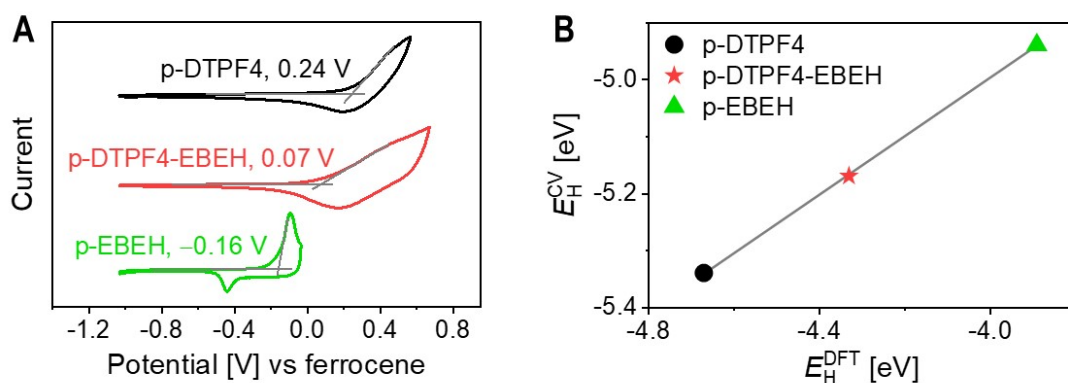 A
Current
p-DTPF4, 0.24 V
p-DTPF4-EBEH, 0.07 V
p-EBEH, −0.16 V
-1.2 -0.8 -0.4 0.0 0.4 0.8
Potential [V] vs ferrocene
B
E_H^CV [eV]
p-DTPF4
p-DTPF4-EBEH
p-EBEH
-5.0
-5.2
-5.4
-4.8 -4.4 -4.0
E_H^DFT [eV]